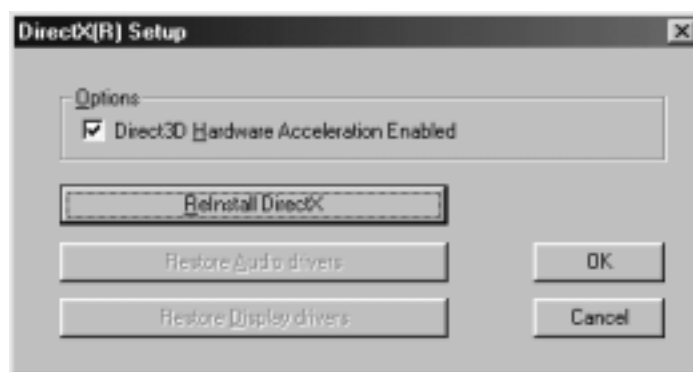 DirectX(R) Setup
Options
Direct3D Hardware Acceleration Enabled
ReInstall DirectX
Restore Audio drivers
OK
Restore Display drivers
Cancel